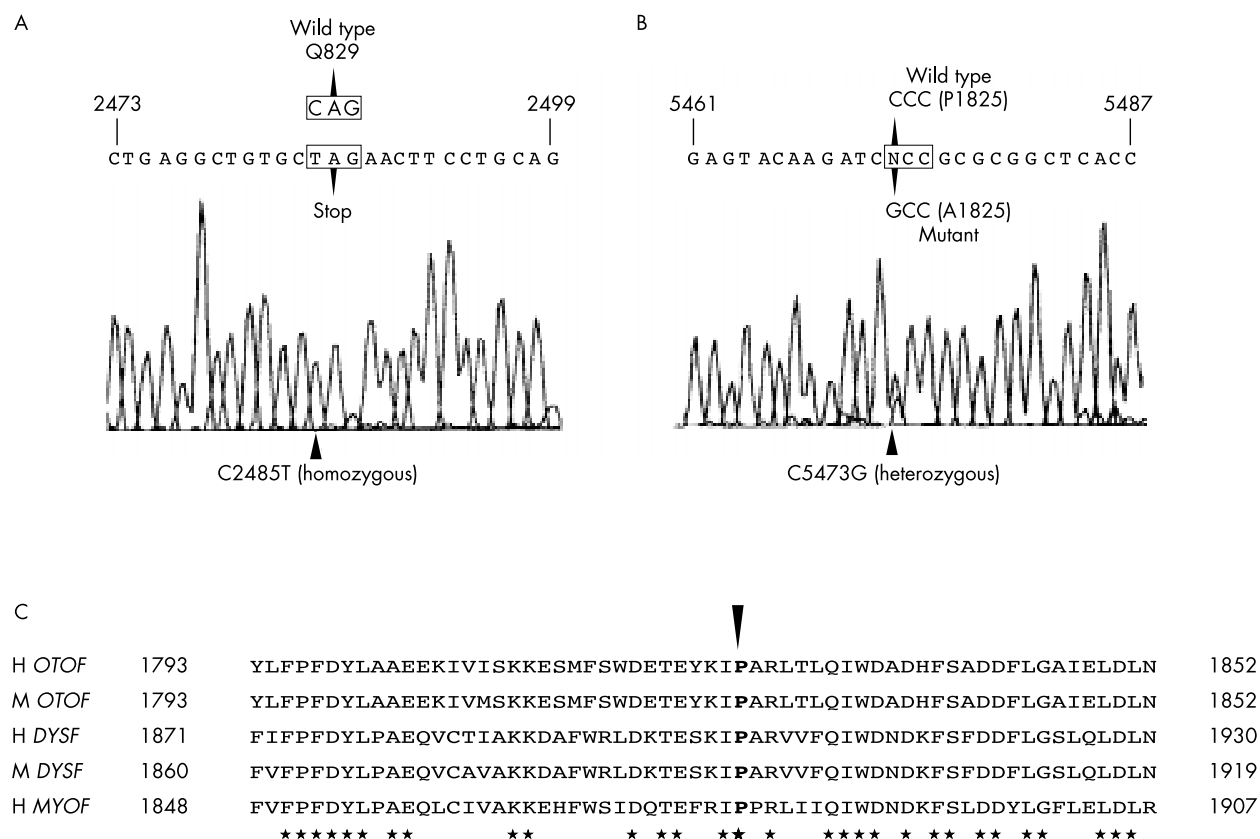 A
Wild type
Q829
CAG
2473 2499
CTGAGGCTGTGCTAGAACTTCCTGCAG
Stop
C2485T (homozygous)
B
Wild type
CCC (P1825)
5461 5487
GAGTACAAGATCNCCGCGCGGCTCACC
GCC (A1825)
Mutant
C5473G (heterozygous)
C
H OTOF 1793 YLFPFDYLAAEEKIVISKKESMFSWDETEYKIPARLTLQIWDADHFSADDFLGAIELDLN 1852
M OTOF 1793 YLFPFDYLAAEEKIVMSKKESMFSWDETEYKIPARLTLQIWDADHFSADDFLGAIELDLN 1852
H DYSF 1871 FIFPFDYLPAEQVCTIAKKDAFWRLDKTESKIPARVVFQIWDNDKFSFDDFLGSLQLDLN 1930
M DYSF 1860 FVFPFDYLPAEQVCAVAKKDAFWRLDKTESKIPARVVFQIWDNDKFSFDDFLGSLQLDLN 1919
H MYOF 1848 FVFPFDYLPAEQLCIVAKKEHFWSIDQTEFRIPPRLIIQIWDNDKFSLDDYLGFLELDLR 1907